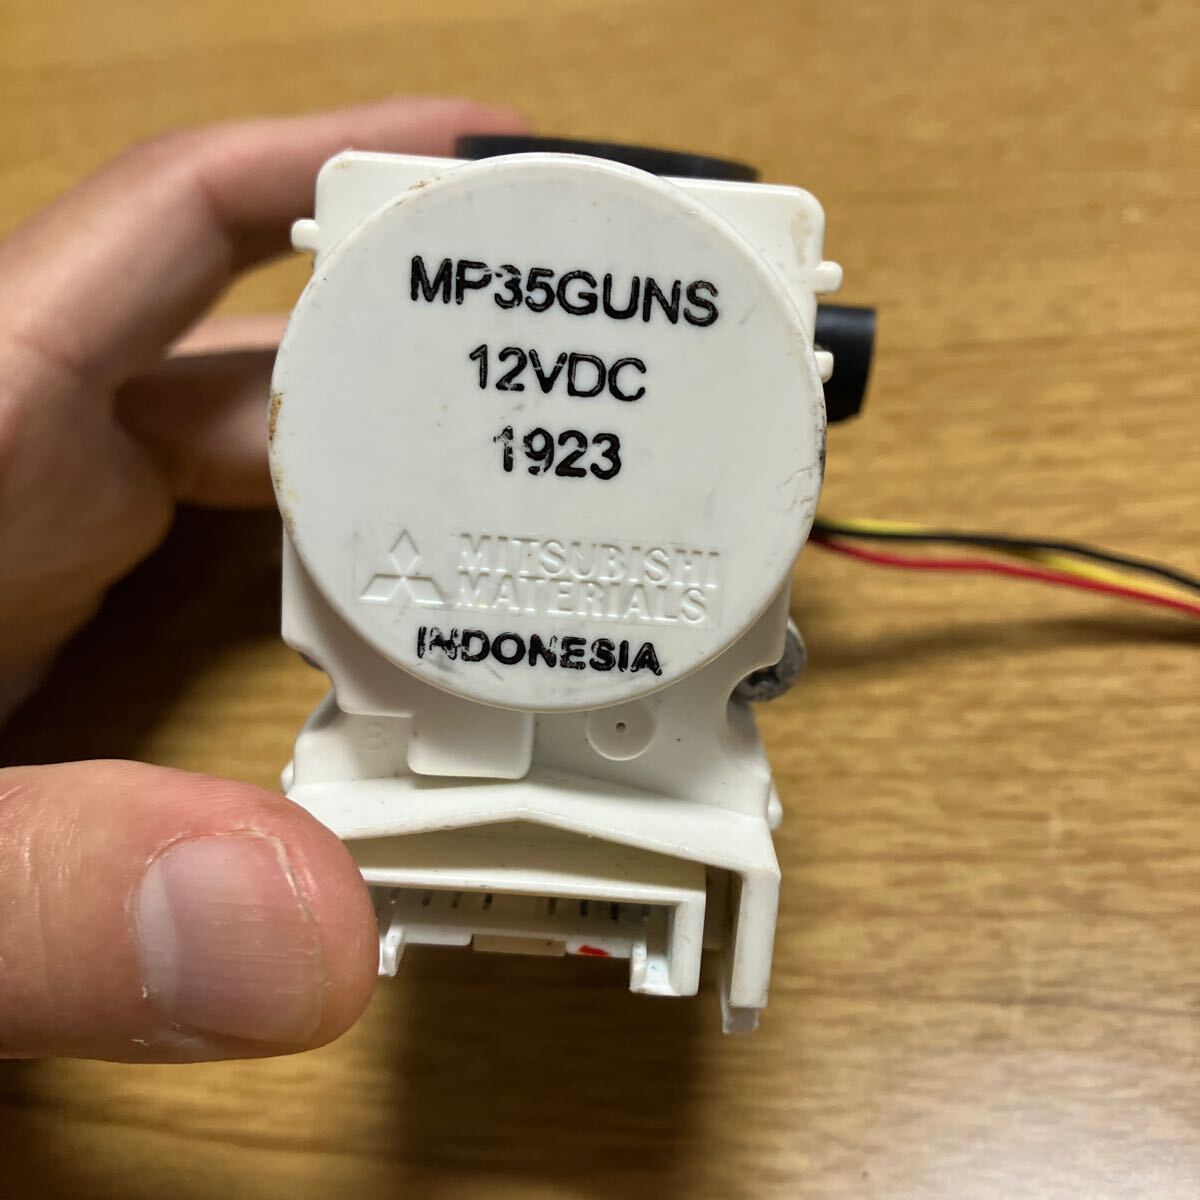 MP35GUNS
12VDC
1923
MITSUBISHI
MATERIALS
INDONESIA